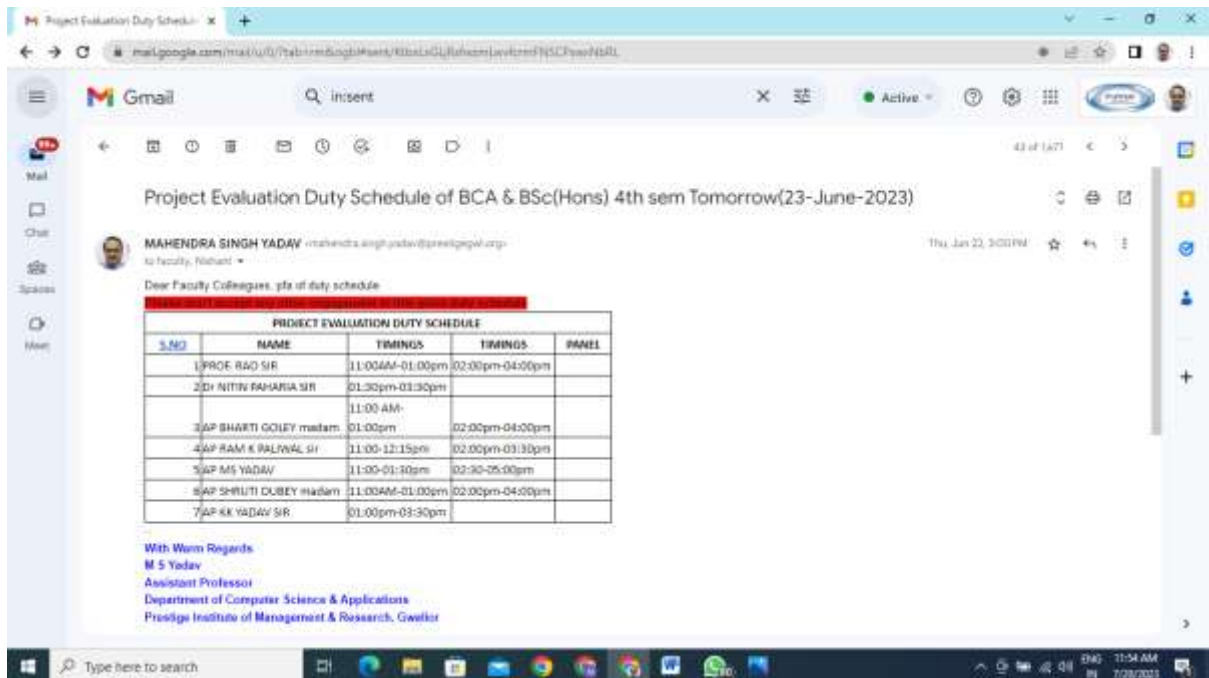 Project Evaluation Duty Schedul
Gmail
in:sent
Active
99+
Mail
Chat
Spaces
Meet
Project Evaluation Duty Schedule of BCA & BSc(Hons) 4th sem Tomorrow(23-June-2023)
MAHENDRA SINGH YADAV
Thu, Jun 22, 3:00 PM
to faculty, Nishant
Dear Faculty Colleagues, pfa of duty schedule
PROJECT EVALUATION DUTY SCHEDULE
S.NO NAME TIMINGS TIMINGS PANEL
1 PROF. RAO SIR 11:00AM-01:00pm 02:00pm-04:00pm
2 Dr NITIN PAHARIA SIR 01:30pm-03:30pm
11:00 AM-
3 AP BHARTI GOLEY madam 01:00pm 02:00pm-04:00pm
4 AP RAM K PALIWAL sir 11:00-12:15pm 02:00pm-03:30pm
5 AP MS YADAV 11:00-01:30pm 02:30-05:00pm
6 AP SHRUTI DUBEY madam 11:00AM-01:00pm 02:00pm-04:00pm
7 AP KK YADAV SIR 01:00pm-03:30pm
With Warm Regards
M S Yadav
Assistant Professor
Department of Computer Science & Applications
Prestige Institute of Management & Research, Gwalior
Type here to search
ENG
IN
11:54 AM
7/20/2023